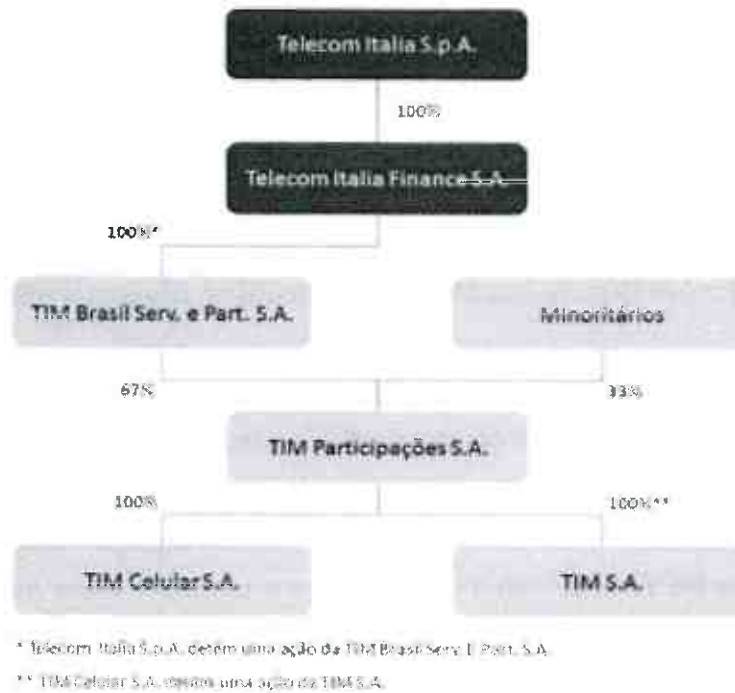 Telecom Italia S.p.A.
100%
Telecom Italia Finance S.A.
100%*
TIM Brasil Serv. e Part. S.A.
Minoritários
67%
33%
TIM Participações S.A.
100%
100%**
TIM Celular S.A.
TIM S.A.
* Telecom Italia S.p.A. detém uma ação da TIM Brasil Serv. E Part. S.A.
** TIM Celular S.A. detém uma ação da TIM S.A.